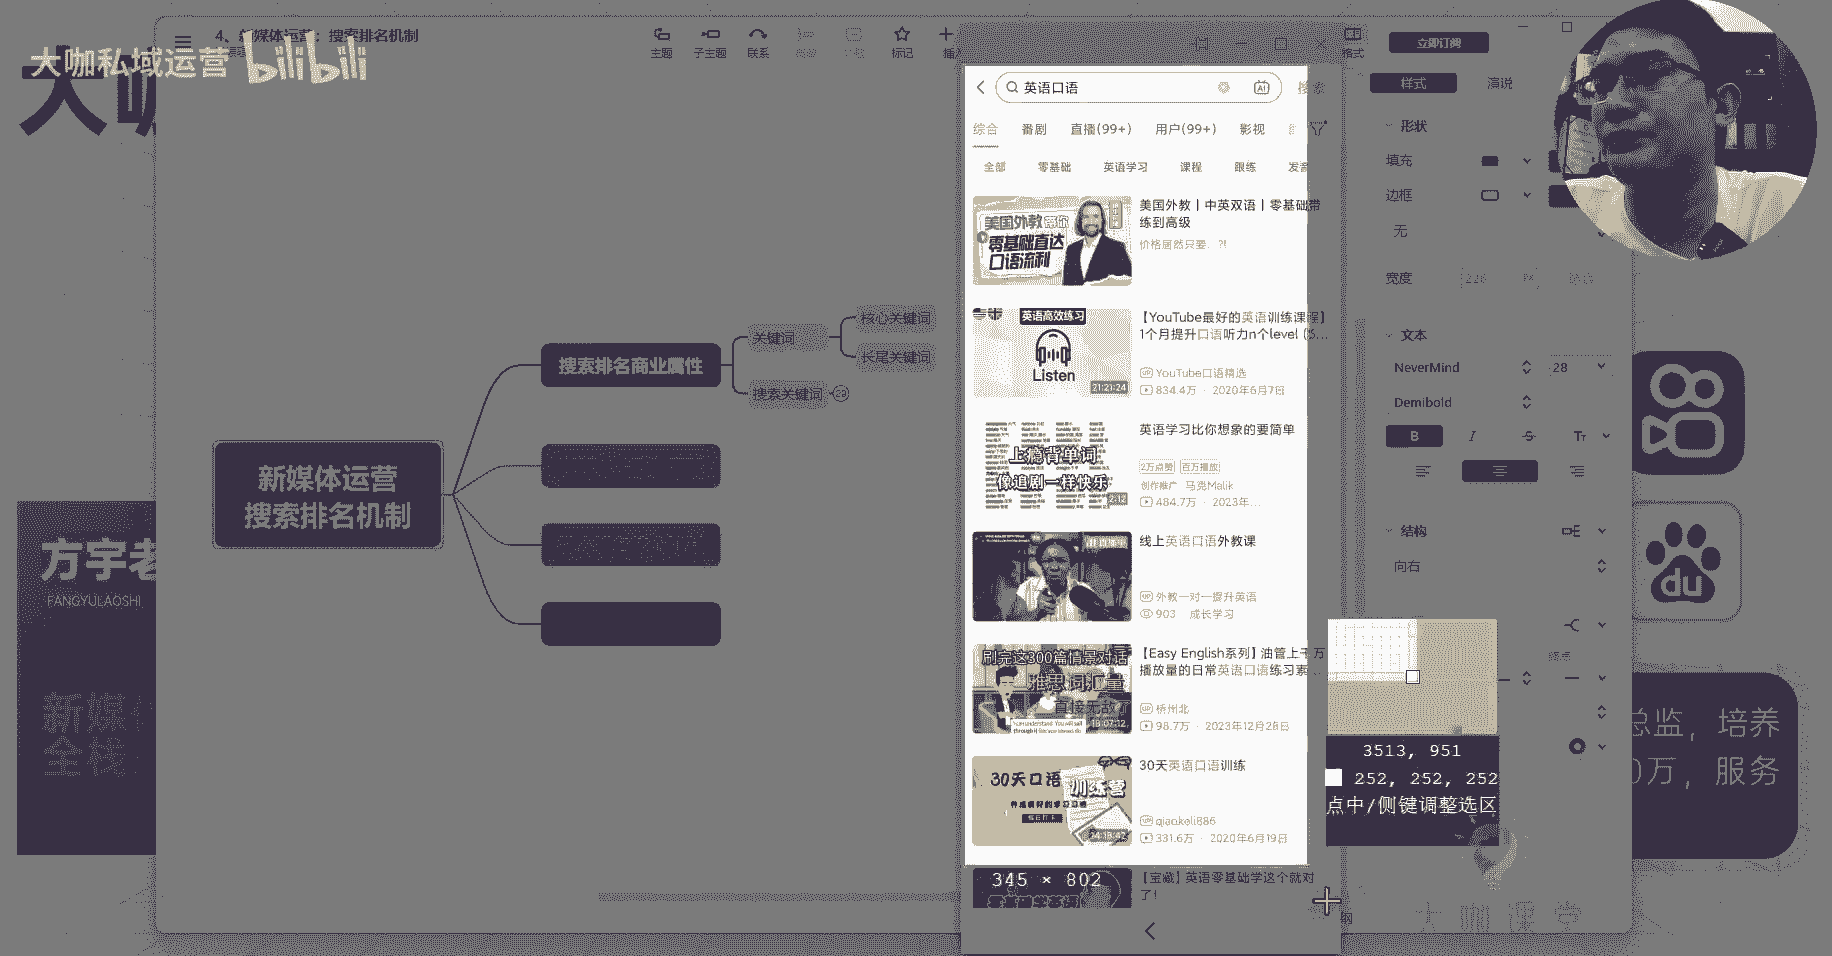 4、新媒体运营：搜索排名机制
大咖私域运营
bilibili
大咖
主题
子主题
联系
标记
格式
立即订阅
样式
演说
形状
填充
边框
无
宽度
文本
NeverMind
28
Demibold
B
I
S
结构
向右
新媒体运营
搜索排名机制
搜索排名商业属性
关键词
核心关键词
长尾关键词
搜索关键词
方宇老
FANGYULAOSHI
新媒
全栈
英语口语
AI
搜索
综合
番剧
直播(99+)
用户(99+)
影视
全部
零基础
英语学习
课程
跟练
发音
美国外教
零基础直达
口语流利
美国外教丨中英双语丨零基础带
练到高级
价格居然只要...?!
英语高效练习
Listen
21:21:24
【YouTube最好的英语训练课程】
1个月提升口语听力n个level
YouTube口语精选
834.4万 · 2020年6月7日
上瘾背单词
像追剧一样快乐
2:12
英语学习比你想象的要简单
2万点赞
百万播放
创作推广 马克Malik
484.7万 · 2023年...
线上英语口语外教课
外教一对一提升英语
903 成长学习
刷完这300篇情景对话
雅思词汇量
直接无敌了
【Easy English系列】油管上千万
播放量的日常英语口语练习素...
桥州北
98.7万 · 2023年12月28日
30天口语
训练营
24:18:42
30天英语口语训练
qiaokeli886
331.6万 · 2020年6月19日
【宝藏】英语零基础学这个就对
了！
345 × 802
3513, 951
252, 252, 252
点中/侧键调整选区
du
总监，培养
0万，服务
大咖课堂